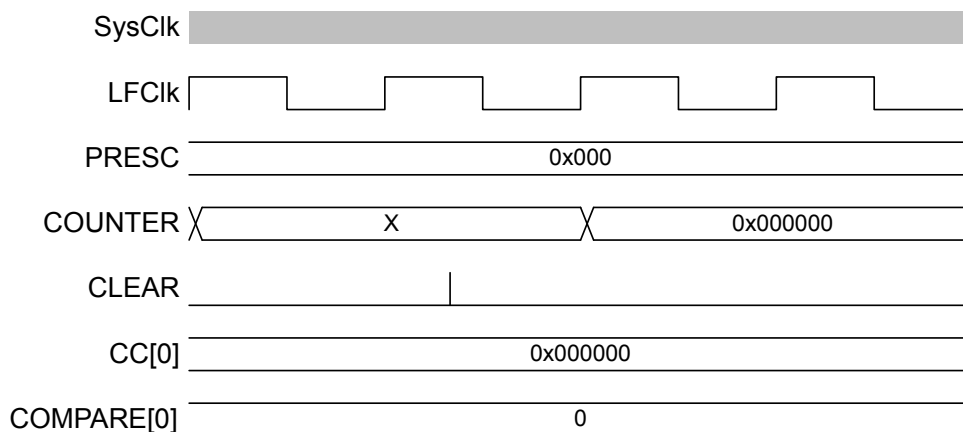 SysClk
LFClk
PRESC 0x000
COUNTER X 0x000000
CLEAR
CC[0] 0x000000
COMPARE[0] 0